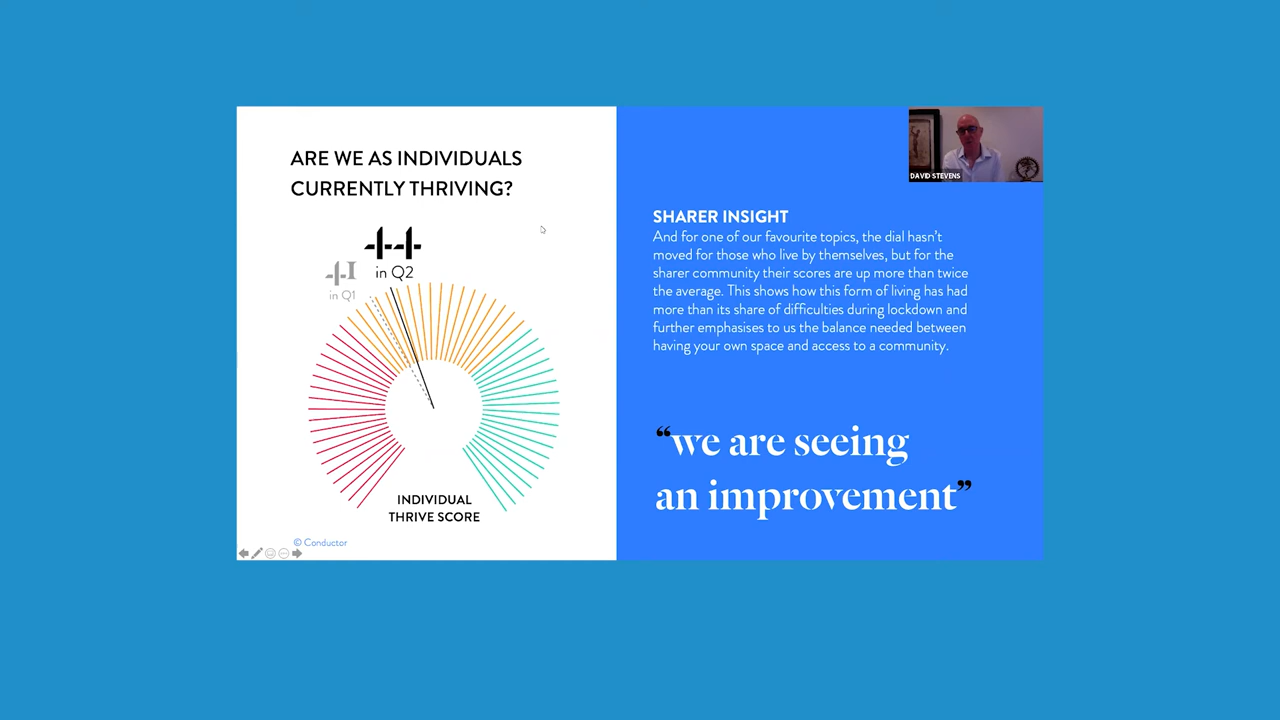 ARE WE AS INDIVIDUALS
CURRENTLY THRIVING?
44
in Q2
41
in Q1
INDIVIDUAL
THRIVE SCORE
© Conductor
DAVID STEVENS
SHARER INSIGHT
And for one of our favourite topics, the dial hasn't
moved for those who live by themselves, but for the
sharer community their scores are up more than twice
the average. This shows how this form of living has had
more than its share of difficulties during lockdown and
further emphasises to us the balance needed between
having your own space and access to a community.
“we are seeing
an improvement”